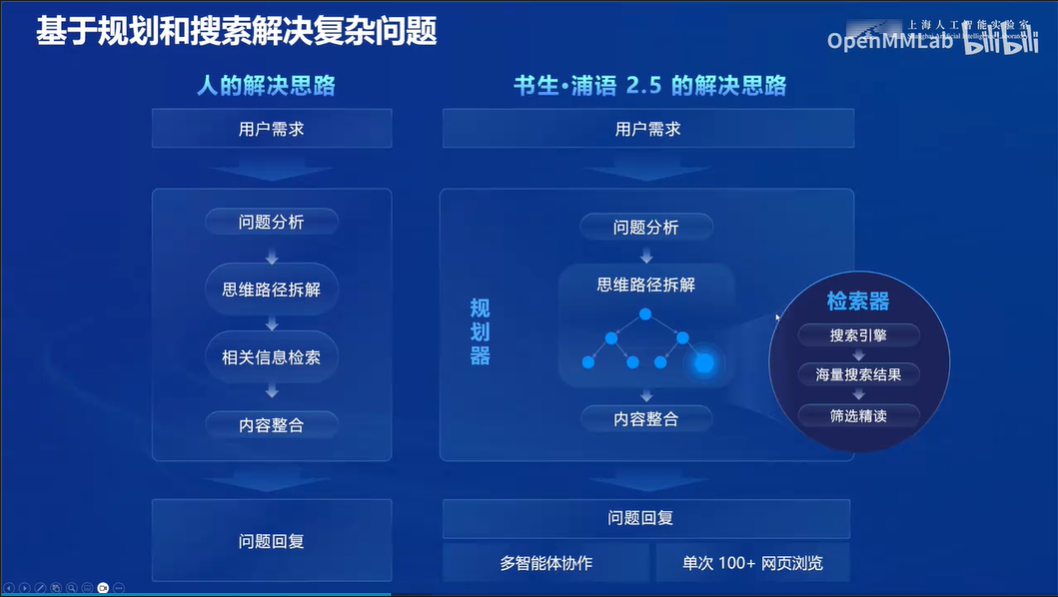 基于规划和搜索解决复杂问题
上海人工智能实验室
OpenMMLab
bilibili
人的解决思路
用户需求
问题分析
思维路径拆解
相关信息检索
内容整合
问题回复
书生·浦语 2.5 的解决思路
用户需求
规划器
问题分析
思维路径拆解
内容整合
检索器
搜索引擎
海量搜索结果
筛选精读
问题回复
多智能体协作
单次 100+ 网页浏览